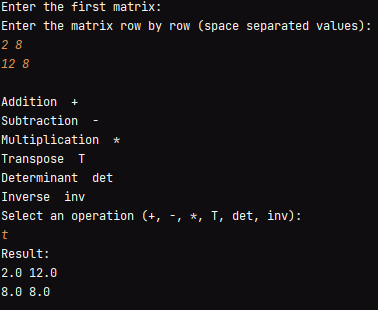 Enter the first matrix:
Enter the matrix row by row (space separated values):
2 8
12 8
Addition  +
Subtraction  -
Multiplication  *
Transpose  T
Determinant  det
Inverse  inv
Select an operation (+, -, *, T, det, inv):
t
Result:
2.0 12.0
8.0 8.0